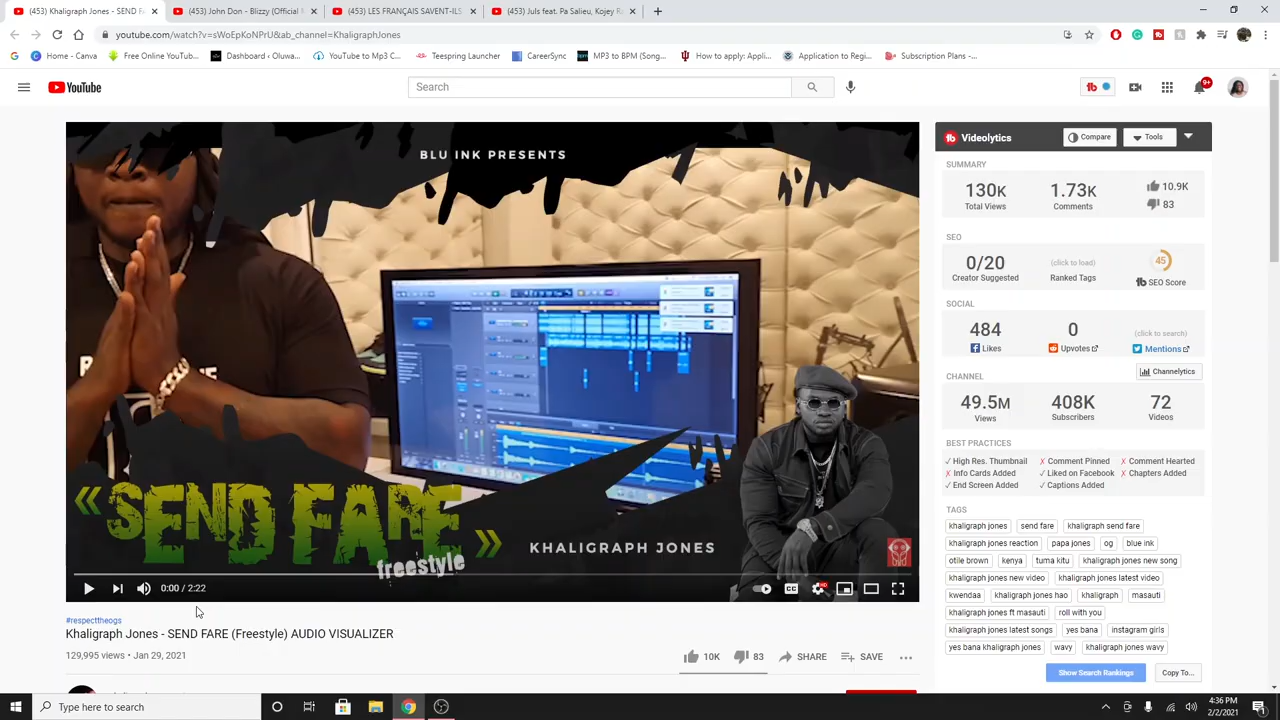 (453) Khaligraph Jones - SEND FA
(453) John Don - Blizzy (Official M
(453) LES FRANÇAIS SAVENT-ILS
(453) Juls feat. Pa Salieu, Kojey Ra
youtube.com/watch?v=sWoEpKoNPrU&ab_channel=KhaligraphJones
Home - Canva
Free Online YouTub...
Dashboard - Oluwa...
YouTube to Mp3 C...
Teespring Launcher
CareerSync
MP3 to BPM (Song...
How to apply: Appli...
Application to Regi...
Subscription Plans -...
YouTube
Search
9+
BLU INK PRESENTS
«SEND FARE»
freestyle
KHALIGRAPH JONES
0:00 / 2:22
CC
HD
#respecttheogs
Khaligraph Jones - SEND FARE (Freestyle) AUDIO VISUALIZER
129,995 views • Jan 29, 2021
10K
83
SHARE
SAVE
tb Videolytics
Compare
Tools
SUMMARY
130K
Total Views
1.73K
Comments
10.9K
83
SEO
0/20
Creator Suggested
(click to load)
Ranked Tags
45
tb SEO Score
SOCIAL
484
Likes
0
Upvotes
(click to search)
Mentions
CHANNEL
Channelytics
49.5M
Views
408K
Subscribers
72
Videos
BEST PRACTICES
✓ High Res. Thumbnail
✗ Comment Pinned
✗ Comment Hearted
✗ Info Cards Added
✓ Liked on Facebook
✗ Chapters Added
✓ End Screen Added
✓ Captions Added
TAGS
khaligraph jones
send fare
khaligraph send fare
khaligraph jones reaction
papa jones
og
blue ink
otile brown
kenya
tuma kitu
khaligraph jones new song
khaligraph jones new video
khaligraph jones latest video
kwendaa
khaligraph jones hao
khaligraph
masauti
khaligraph jones ft masauti
roll with you
khaligraph jones latest songs
yes bana
instagram girls
yes bana khaligraph jones
wavy
khaligraph jones wavy
Show Search Rankings
Copy To...
Type here to search
4:36 PM
2/2/2021